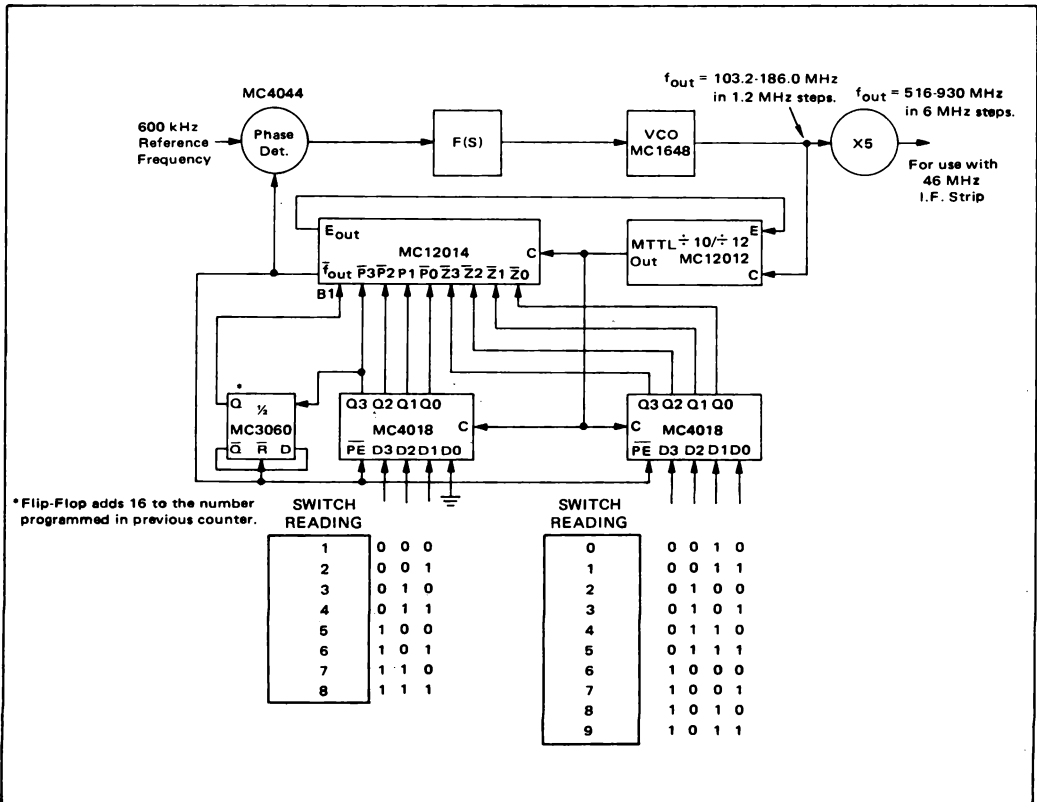 MC4044
600 kHz
Reference
Frequency
Phase
Det.
F(S)
VCO
MC1648
fout = 103.2-186.0 MHz
in 1.2 MHz steps.
fout = 516-930 MHz
in 6 MHz steps.
X5
For use with
46 MHz
I.F. Strip
Eout
MC12014
C
f̅out P̅3 P̅2 P1 P̅0 Z̅3 Z̅2 Z̅1 Z̅0
B1
E
MTTL ÷ 10/÷ 12
Out MC12012
C
*
Q ½
MC3060
Q̅ R̅ D
Q3 Q2 Q1 Q0
C
MC4018
P̅E̅ D3 D2 D1 D0
Q3 Q2 Q1 Q0
C
MC4018
P̅E̅ D3 D2 D1 D0
*Flip-Flop adds 16 to the number
programmed in previous counter.
SWITCH
READING
1 0 0 0
2 0 0 1
3 0 1 0
4 0 1 1
5 1 0 0
6 1 0 1
7 1 1 0
8 1 1 1
SWITCH
READING
0 0 0 1 0
1 0 0 1 1
2 0 1 0 0
3 0 1 0 1
4 0 1 1 0
5 0 1 1 1
6 1 0 0 0
7 1 0 0 1
8 1 0 1 0
9 1 0 1 1